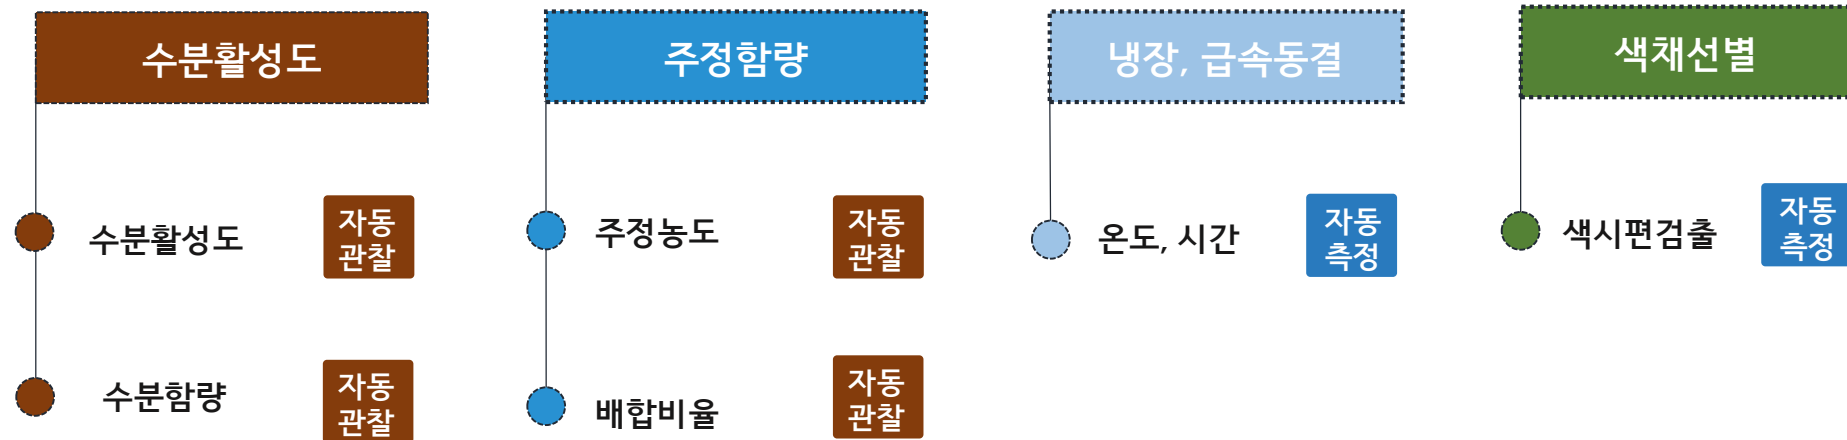 수분활성도
주정함량
냉장, 급속동결
색채선별
수분활성도
자동
관찰
주정농도
자동
관찰
온도, 시간
자동
측정
색시편검출
자동
측정
수분함량
자동
관찰
배합비율
자동
관찰